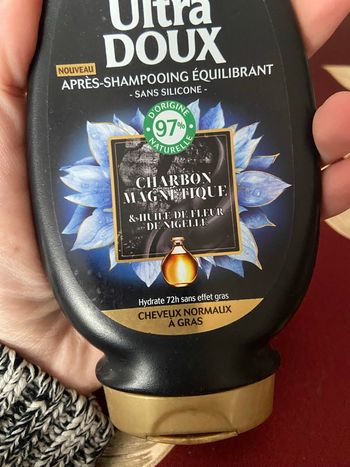 Ultra
DOUX
NOUVEAU
APRÈS-SHAMPOOING ÉQUILIBRANT
- SANS SILICONE -
D'ORIGINE
97%
NATURELLE
CHARBON
MAGNÉTIQUE
& HUILE DE FLEUR
DE NIGELLE
Hydrate 72h sans effet gras
CHEVEUX NORMAUX
À GRAS